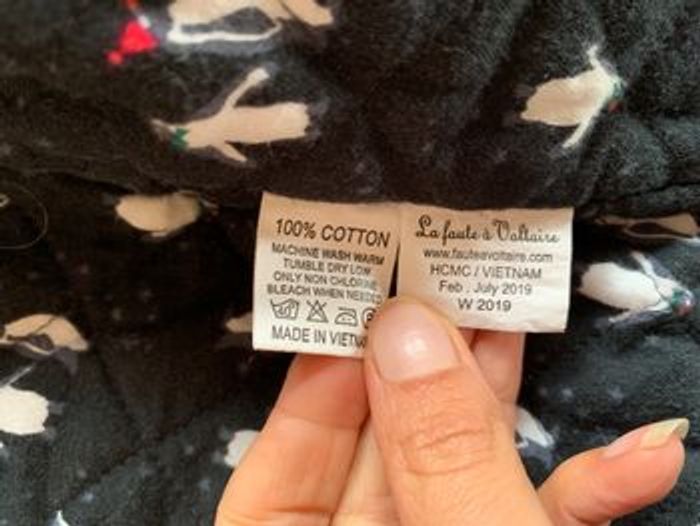 100% COTTON
MACHINE WASH WARM
TUMBLE DRY LOW
ONLY NON CHLORINE
BLEACH WHEN NEEDED
MADE IN
La faute à Voltaire
www.fauteavoltaire.com
HCMC / VIETNAM
Feb . July 2019
W 2019